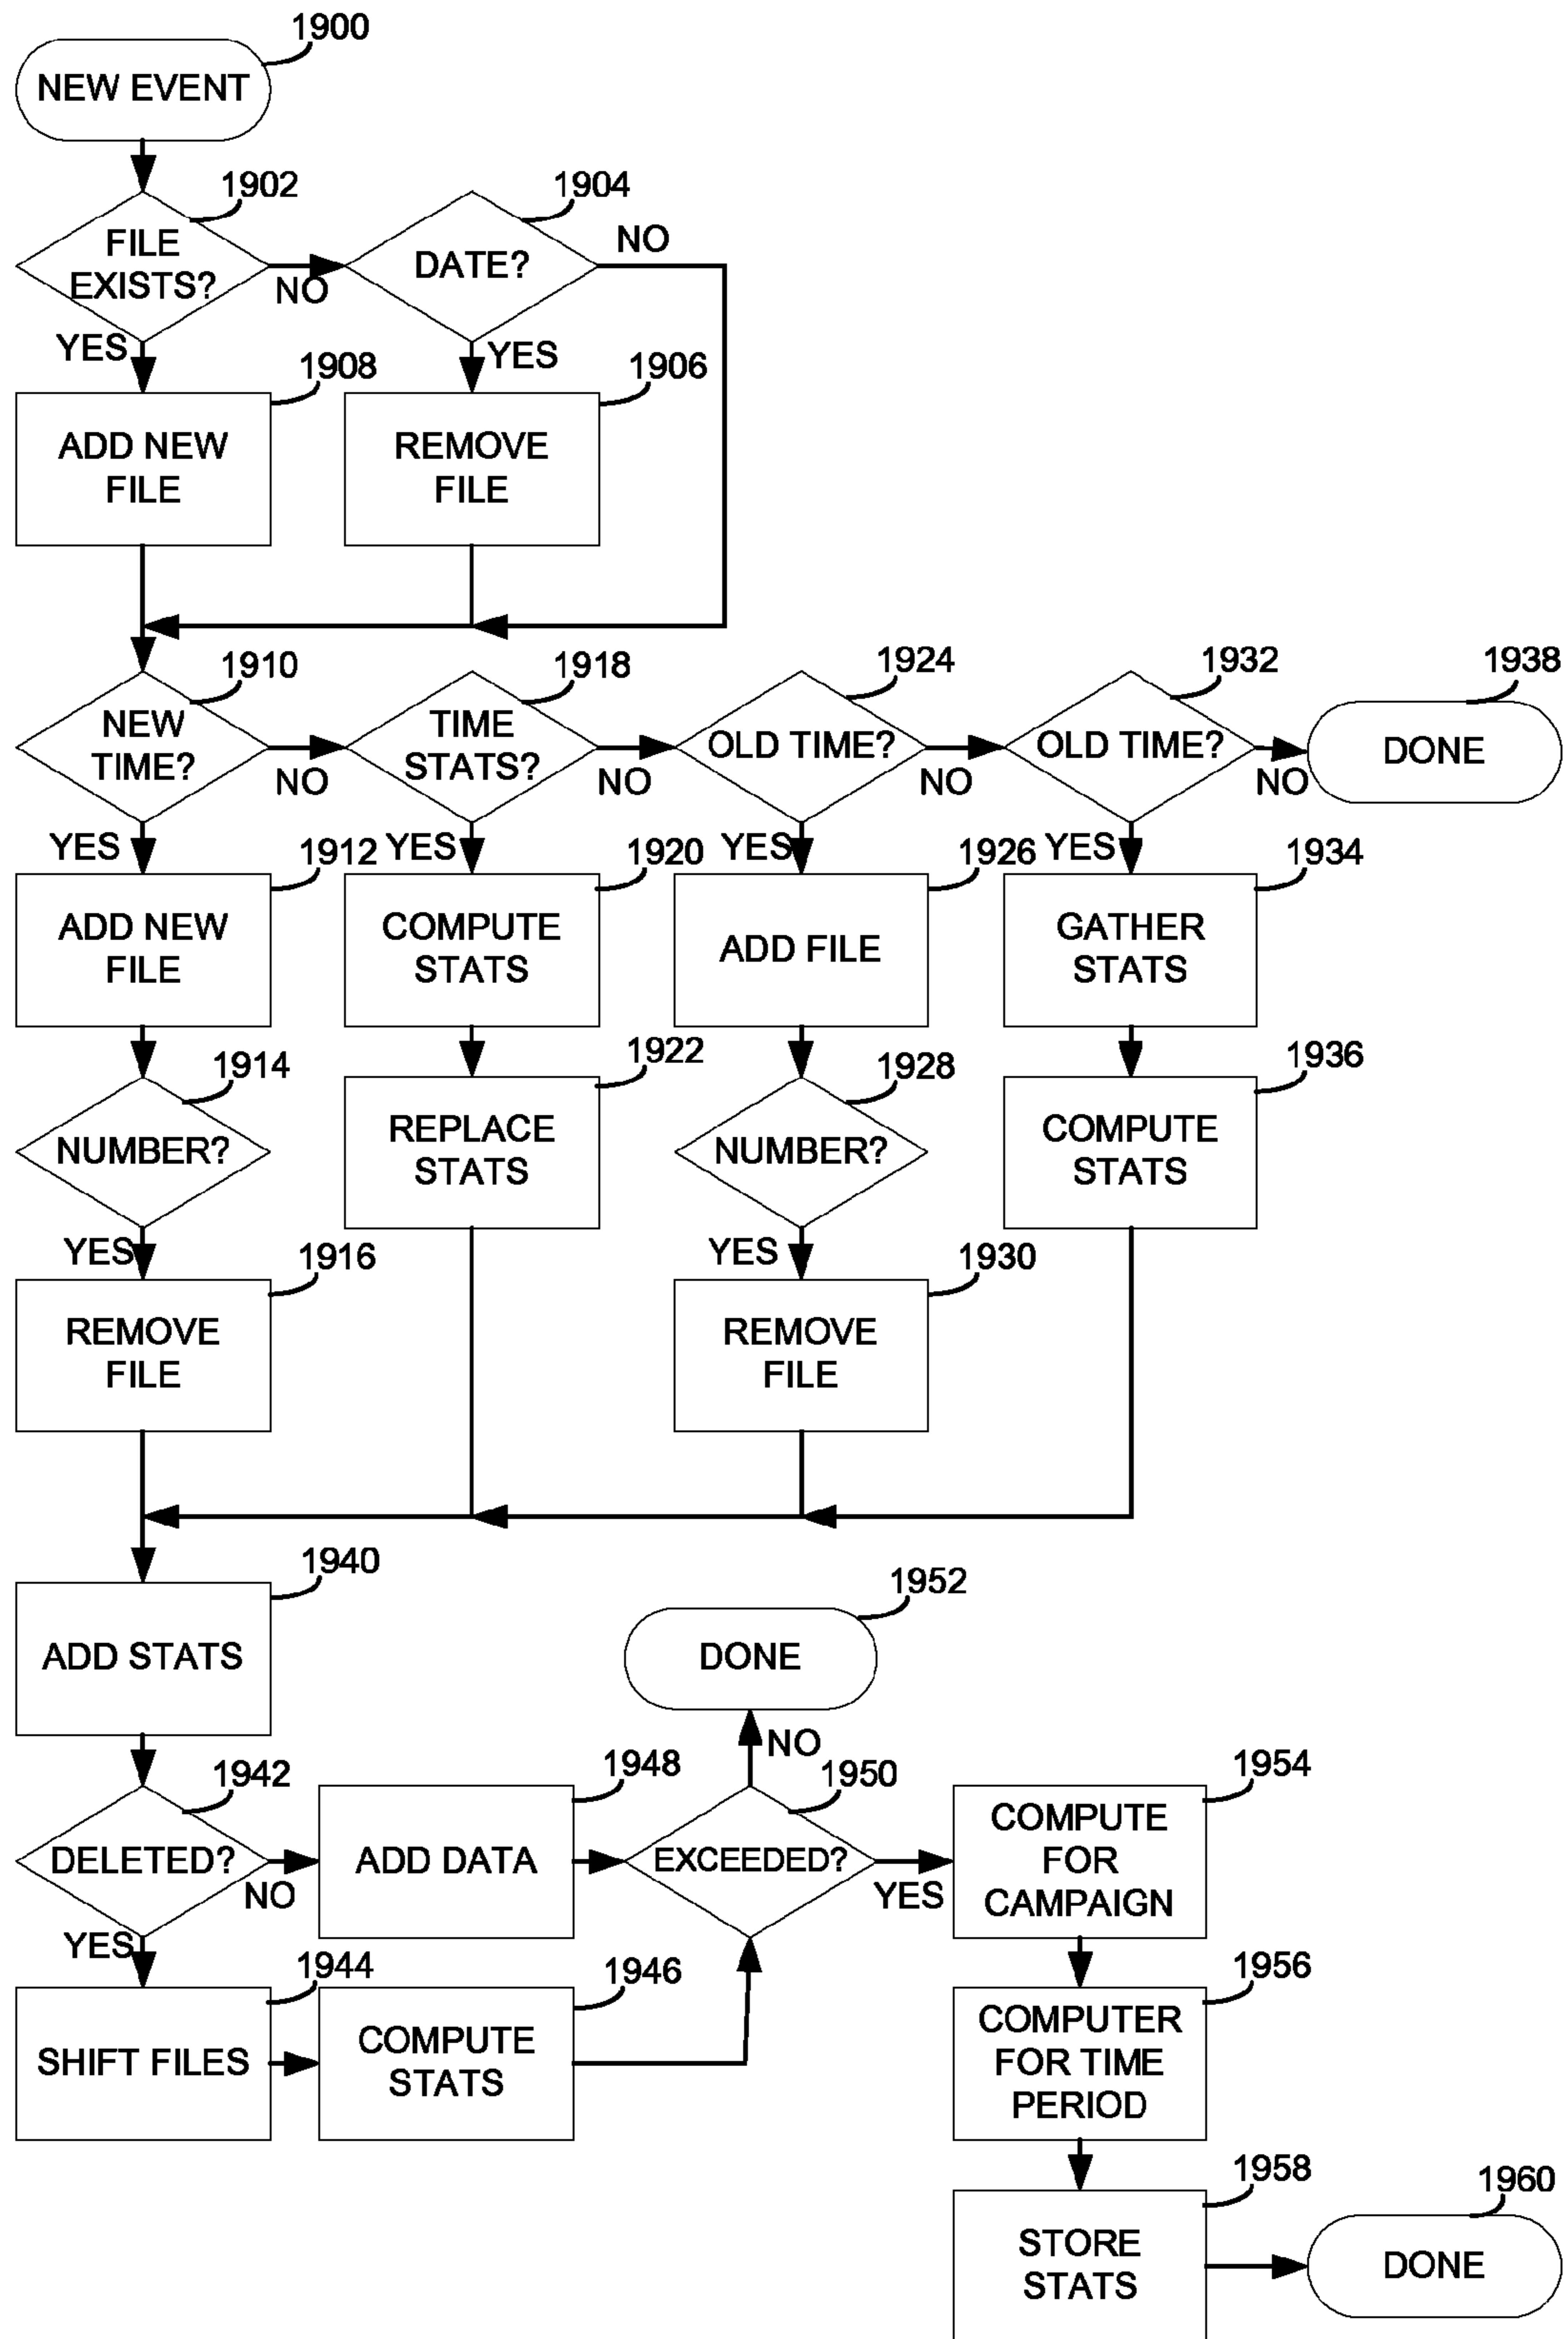 1900
NEW EVENT
1902
1904
FILE
EXISTS?
DATE?
NO
NO
YES
YES
1908
1906
ADD NEW
FILE
REMOVE
FILE
1910
1918
1924
1932
1938
NEW
TIME?
TIME
STATS?
OLD TIME?
OLD TIME?
DONE
NO
NO
NO
NO
YES
YES
YES
YES
1912
1920
1926
1934
ADD NEW
FILE
COMPUTE
STATS
ADD FILE
GATHER
STATS
1914
1922
1928
1936
NUMBER?
REPLACE
STATS
NUMBER?
COMPUTE
STATS
YES
YES
1916
1930
REMOVE
FILE
REMOVE
FILE
1940
1952
ADD STATS
DONE
NO
1942
1948
1950
1954
DELETED?
ADD DATA
EXCEEDED?
COMPUTE
FOR
CAMPAIGN
NO
YES
YES
1944
1946
1956
SHIFT FILES
COMPUTE
STATS
COMPUTER
FOR TIME
PERIOD
1958
1960
STORE
STATS
DONE